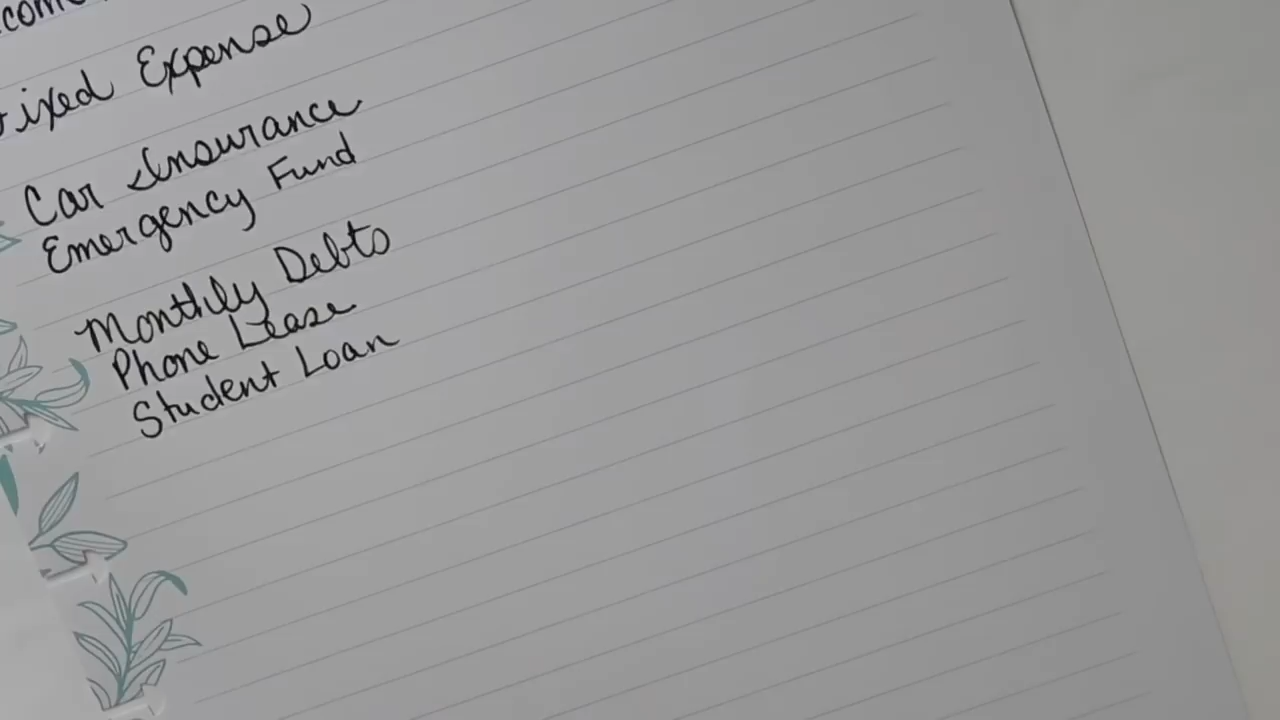 Fixed Expense
Car Insurance
Emergency Fund
Monthly Debts
Phone Lease
Student Loan